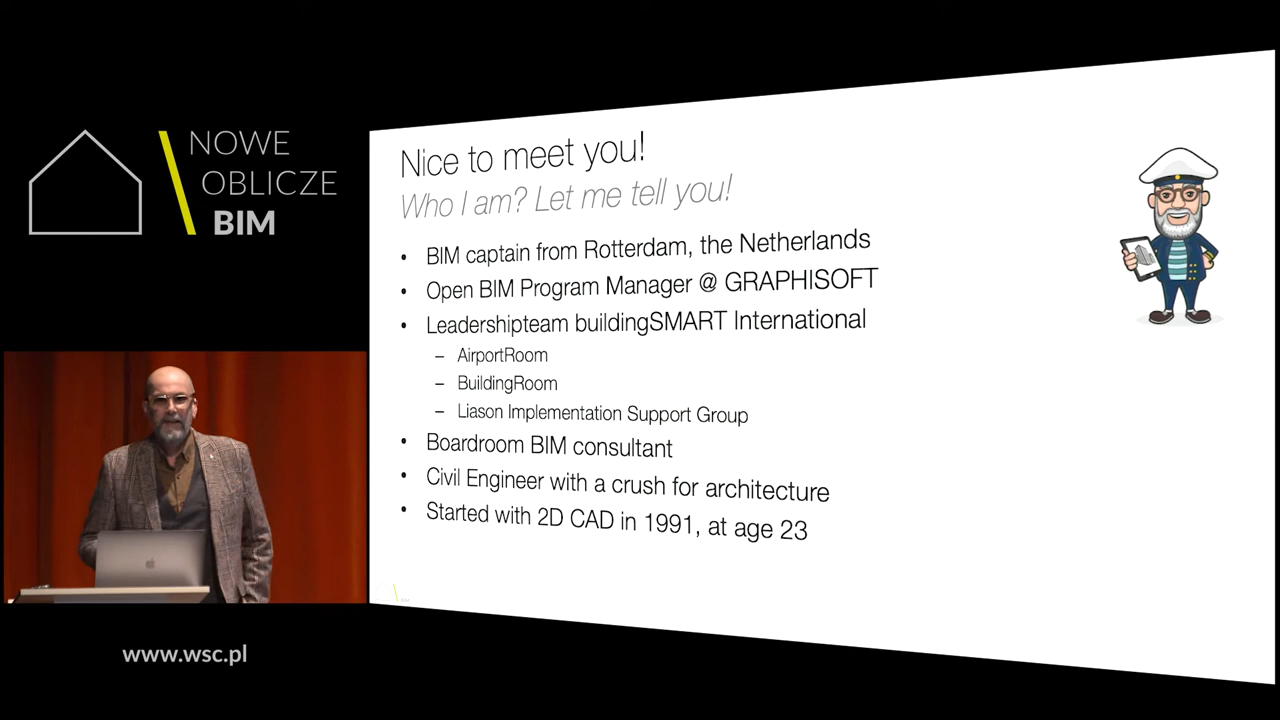 NOWE
OBLICZE
BIM
www.wsc.pl
Nice to meet you!
Who I am? Let me tell you!
• BIM captain from Rotterdam, the Netherlands
• Open BIM Program Manager @ GRAPHISOFT
• Leadershipteam buildingSMART International
– AirportRoom
– BuildingRoom
– Liason Implementation Support Group
• Boardroom BIM consultant
• Civil Engineer with a crush for architecture
• Started with 2D CAD in 1991, at age 23